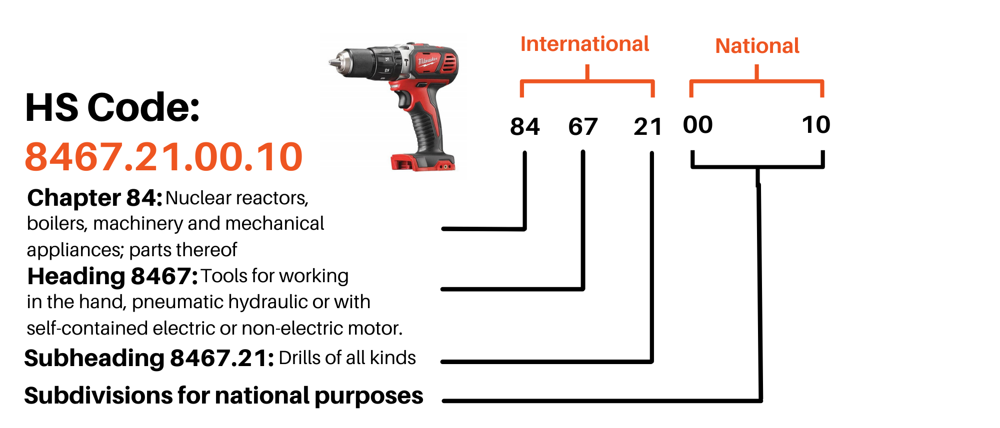 International
National
Milwaukee
HS Code:
84 67 21 00 10
8467.21.00.10
Chapter 84: Nuclear reactors,
boilers, machinery and mechanical
appliances; parts thereof
Heading 8467: Tools for working
in the hand, pneumatic hydraulic or with
self-contained electric or non-electric motor.
Subheading 8467.21: Drills of all kinds
Subdivisions for national purposes